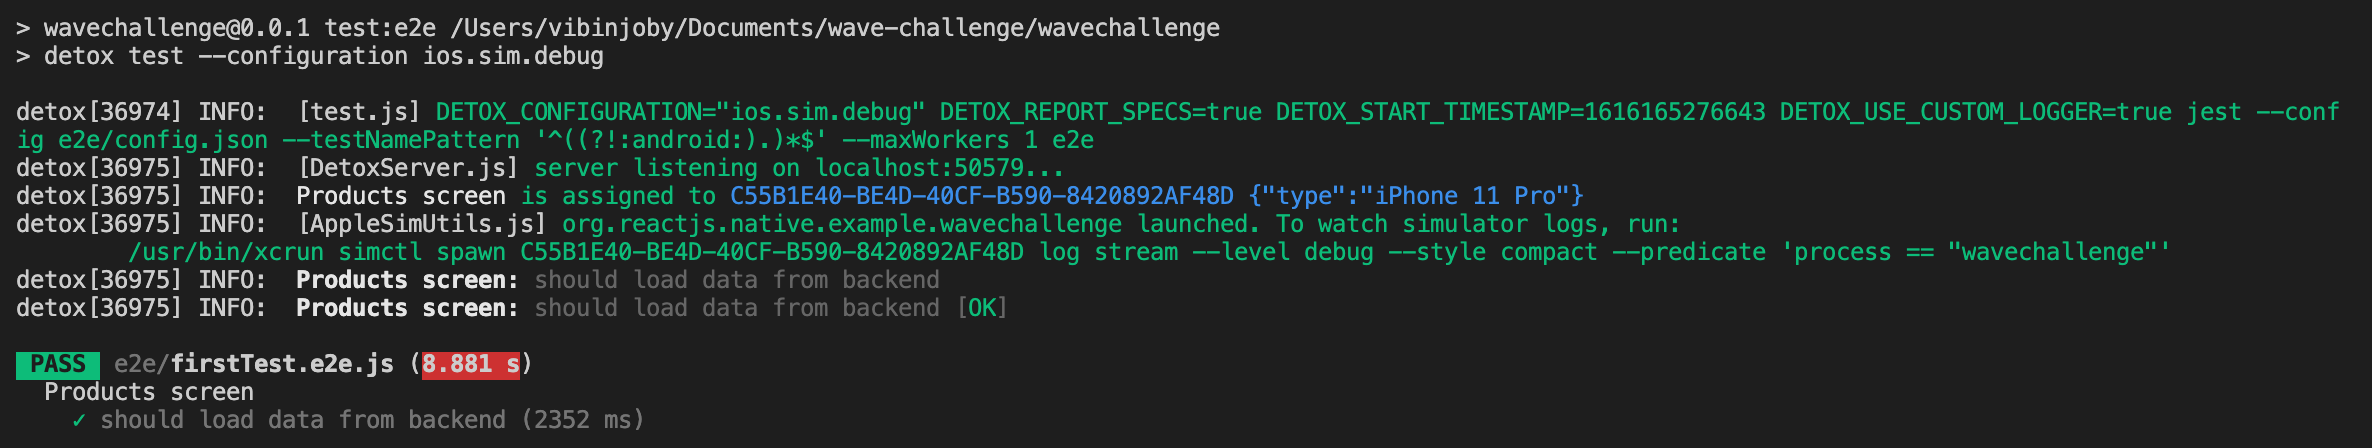 > wavechallenge@0.0.1 test:e2e /Users/vibinjoby/Documents/wave-challenge/wavechallenge
> detox test --configuration ios.sim.debug
detox[36974] INFO:  [test.js] DETOX_CONFIGURATION="ios.sim.debug" DETOX_REPORT_SPECS=true DETOX_START_TIMESTAMP=1616165276643 DETOX_USE_CUSTOM_LOGGER=true jest --conf
ig e2e/config.json --testNamePattern '^((?!:android:).)*$' --maxWorkers 1 e2e
detox[36975] INFO:  [DetoxServer.js] server listening on localhost:50579...
detox[36975] INFO:  Products screen is assigned to C55B1E40-BE4D-40CF-B590-8420892AF48D {"type":"iPhone 11 Pro"}
detox[36975] INFO:  [AppleSimUtils.js] org.reactjs.native.example.wavechallenge launched. To watch simulator logs, run:
        /usr/bin/xcrun simctl spawn C55B1E40-BE4D-40CF-B590-8420892AF48D log stream --level debug --style compact --predicate 'process == "wavechallenge"'
detox[36975] INFO:  Products screen: should load data from backend
detox[36975] INFO:  Products screen: should load data from backend [OK]
PASS  e2e/firstTest.e2e.js (8.881 s)
  Products screen
    ✓ should load data from backend (2352 ms)